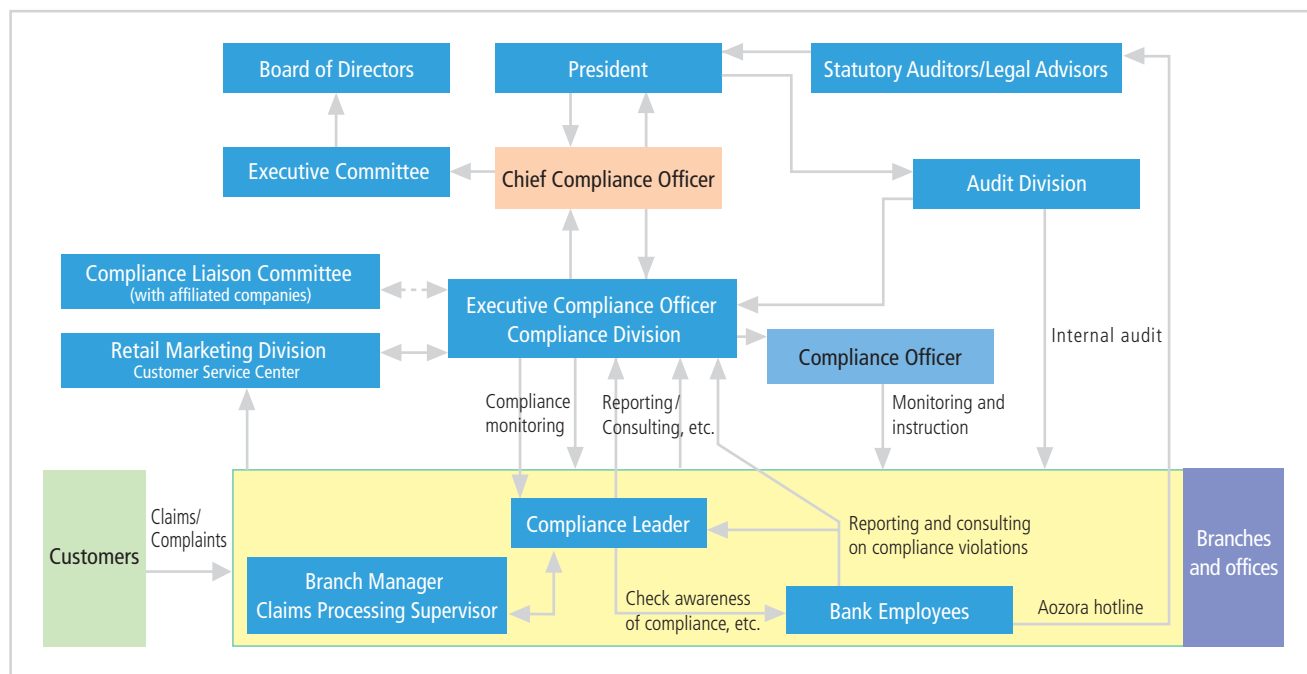 Board of Directors
President
Statutory Auditors/Legal Advisors
Executive Committee
Chief Compliance Officer
Audit Division
Compliance Liaison Committee
(with affiliated companies)
Executive Compliance Officer
Compliance Division
Retail Marketing Division
Customer Service Center
Compliance Officer
Internal audit
Compliance
monitoring
Reporting/
Consulting, etc.
Monitoring and
instruction
Customers
Claims/
Complaints
Compliance Leader
Reporting and consulting
on compliance violations
Branches
and offices
Branch Manager
Claims Processing Supervisor
Check awareness
of compliance, etc.
Bank Employees
Aozora hotline